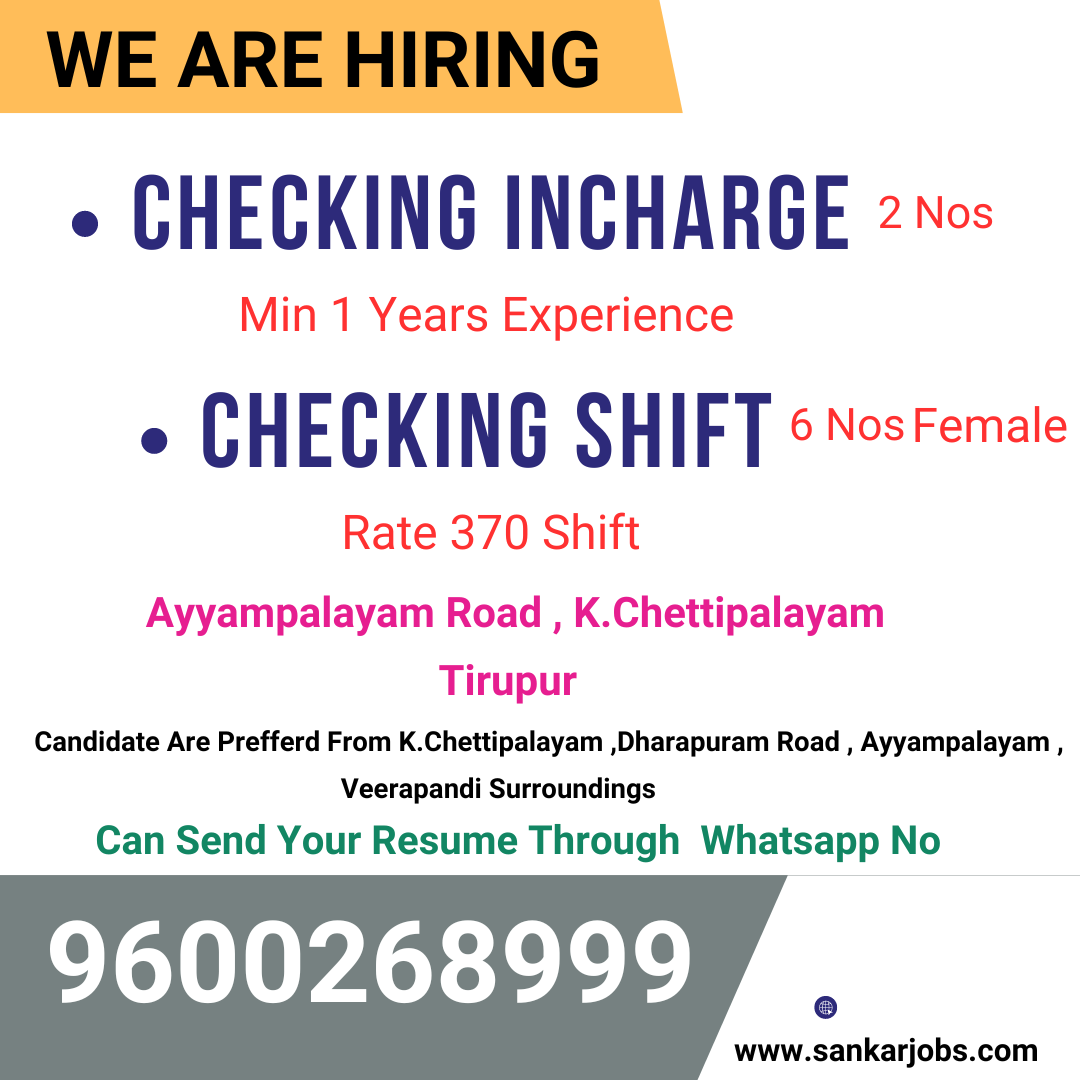 WE ARE HIRING
• CHECKING INCHARGE 2 Nos
Min 1 Years Experience
• CHECKING SHIFT 6 Nos Female
Rate 370 Shift
Ayyampalayam Road , K.Chettipalayam
Tirupur
Candidate Are Prefferd From K.Chettipalayam ,Dharapuram Road , Ayyampalayam ,
Veerapandi Surroundings
Can Send Your Resume Through Whatsapp No
9600268999
www.sankarjobs.com